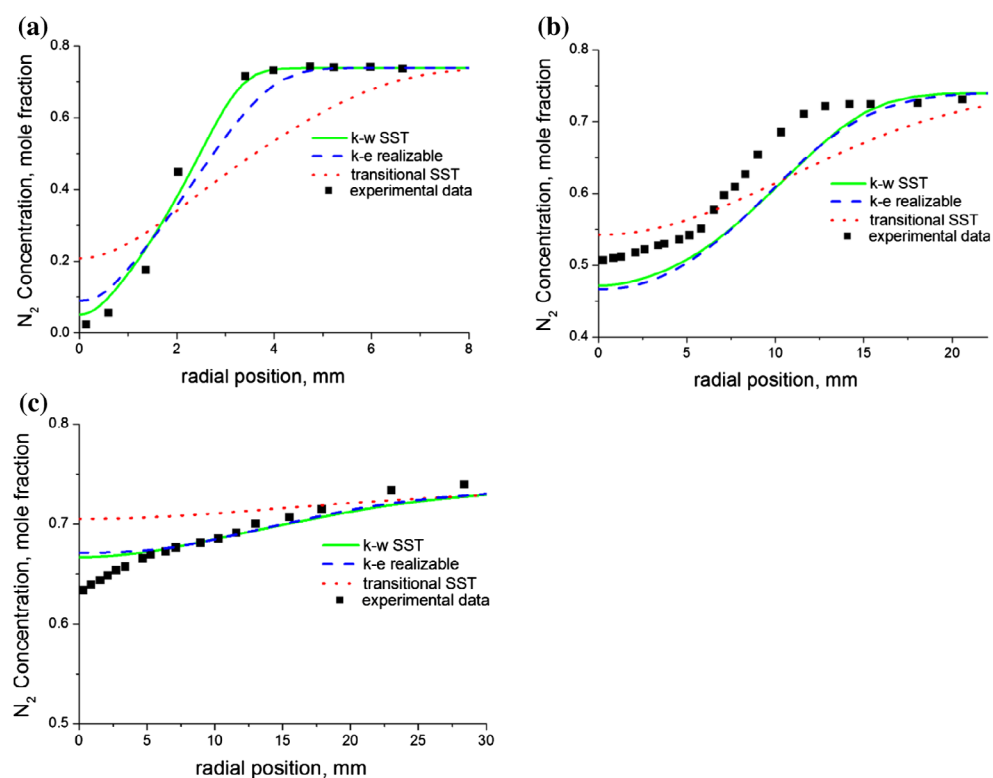 (a)
N2 Concentration, mole fraction
0.8
0.6
0.4
0.2
0.0
k-w SST
k-e realizable
transitional SST
experimental data
0 2 4 6 8
radial position, mm
(b)
N2 Concentration, mole fraction
0.8
0.7
0.6
0.5
0.4
k-w SST
k-e realizable
transitional SST
experimental data
0 5 10 15 20
radial position, mm
(c)
N2 Concentration, mole fraction
0.8
0.7
0.6
0.5
k-w SST
k-e realizable
transitional SST
experimental data
0 5 10 15 20 25 30
radial position, mm